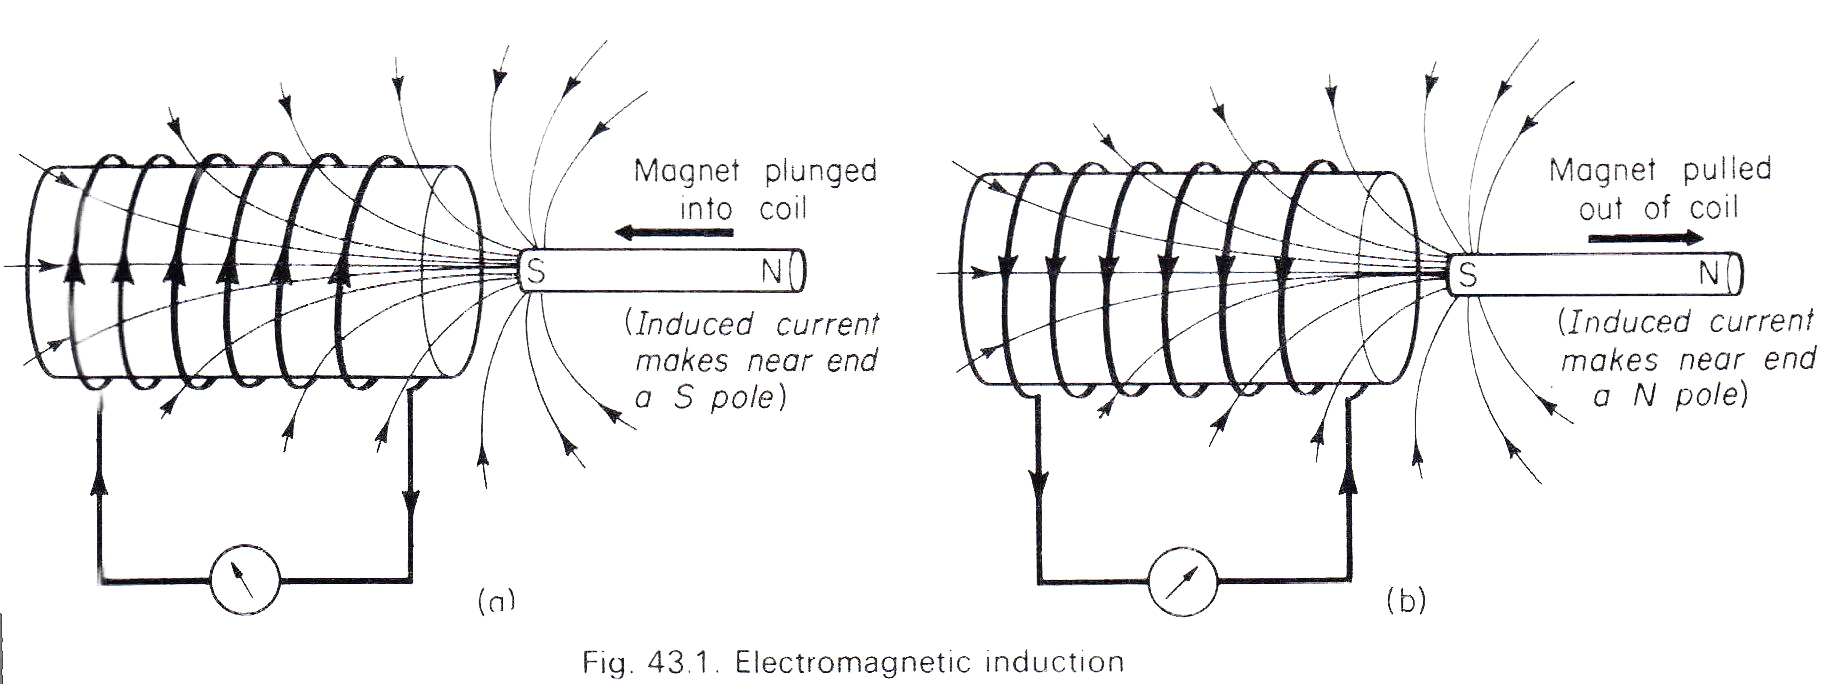 Magnet plunged
into coil
S
N
(Induced current
makes near end
a S pole)
(a)
Magnet pulled
out of coil
S
N
(Induced current
makes near end
a N pole)
(b)
Fig. 43.1. Electromagnetic induction